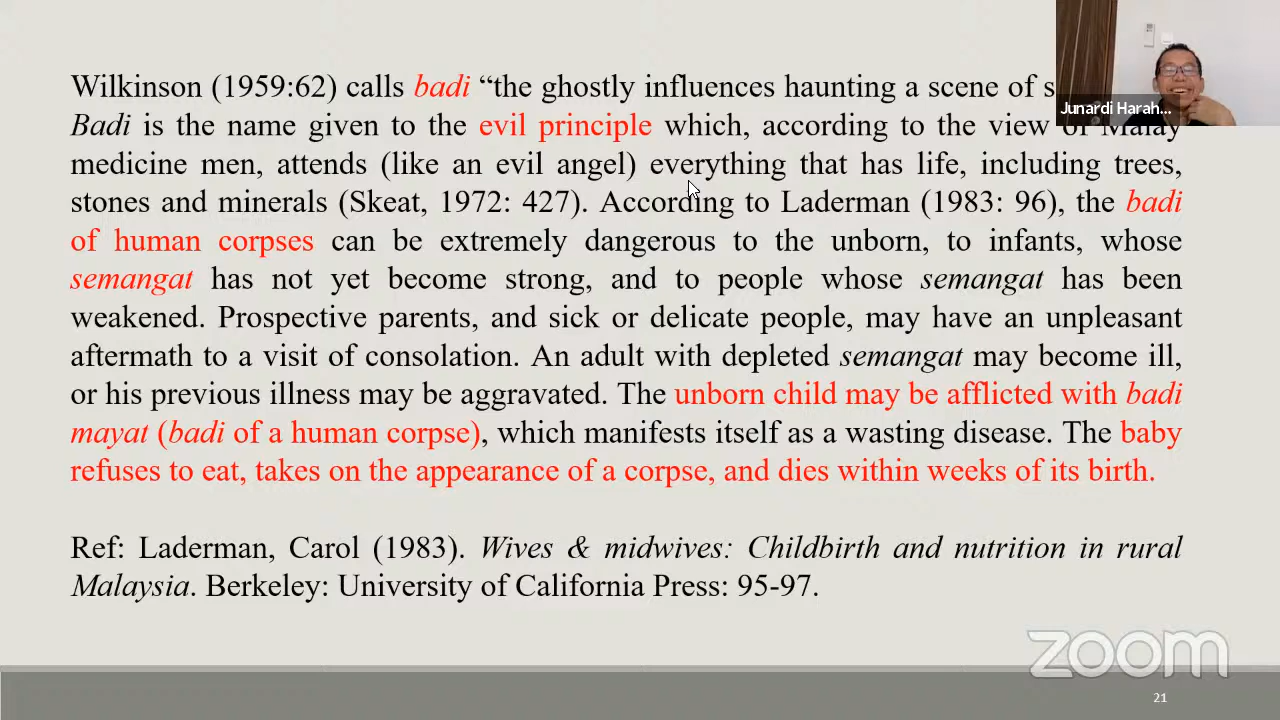 Wilkinson (1959:62) calls badi “the ghostly influences haunting a scene of
Junardi Harah...
Badi is the name given to the evil principle which, according to the view of Malay
medicine men, attends (like an evil angel) everything that has life, including trees,
stones and minerals (Skeat, 1972: 427). According to Laderman (1983: 96), the badi
of human corpses can be extremely dangerous to the unborn, to infants, whose
semangat has not yet become strong, and to people whose semangat has been
weakened. Prospective parents, and sick or delicate people, may have an unpleasant
aftermath to a visit of consolation. An adult with depleted semangat may become ill,
or his previous illness may be aggravated. The unborn child may be afflicted with badi
mayat (badi of a human corpse), which manifests itself as a wasting disease. The baby
refuses to eat, takes on the appearance of a corpse, and dies within weeks of its birth.
Ref: Laderman, Carol (1983). Wives & midwives: Childbirth and nutrition in rural
Malaysia. Berkeley: University of California Press: 95-97.
zoom
21